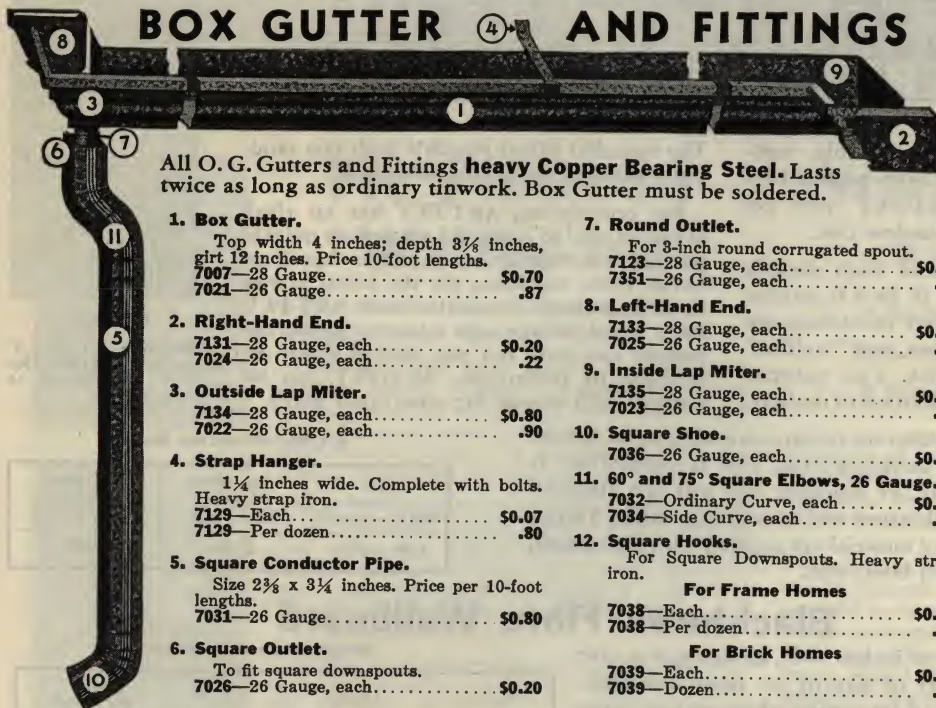 BOX GUTTER ④ AND FITTINGS
8
9
3
1
2
6
7
11
5
10
All O. G. Gutters and Fittings heavy Copper Bearing Steel. Lasts
twice as long as ordinary tinwork. Box Gutter must be soldered.
1. Box Gutter.
Top width 4 inches; depth 3⅞ inches,
girt 12 inches. Price 10-foot lengths.
7007—28 Gauge.................... $0.70
7021—26 Gauge.................... .87
2. Right-Hand End.
7131—28 Gauge, each.............. $0.20
7024—26 Gauge, each.............. .22
3. Outside Lap Miter.
7134—28 Gauge, each.............. $0.80
7022—26 Gauge, each.............. .90
4. Strap Hanger.
1¼ inches wide. Complete with bolts.
Heavy strap iron.
7129—Each... .................... $0.07
7129—Per dozen................... .80
5. Square Conductor Pipe.
Size 2⅜ x 3¼ inches. Price per 10-foot
lengths.
7031—26 Gauge.................... $0.80
6. Square Outlet.
To fit square downspouts.
7026—26 Gauge, each..............$0.20
7. Round Outlet.
For 3-inch round corrugated spout.
7123—28 Gauge, each.............. $0.
7351—26 Gauge, each.............. .
8. Left-Hand End.
7133—28 Gauge, each.............. $0.
7025—26 Gauge, each.............. .
9. Inside Lap Miter.
7135—28 Gauge, each.............. $0.
7023—26 Gauge, each.............. .
10. Square Shoe.
7036—26 Gauge, each.............. $0.
11. 60° and 75° Square Elbows, 26 Gauge.
7032—Ordinary Curve, each ....... $0.
7034—Side Curve, each............ .
12. Square Hooks.
For Square Downspouts. Heavy
iron.
For Frame Homes
7038—Each........................ $0.
7038—Per dozen................... .
For Brick Homes
7039—Each........................ $0.
7039—Dozen....................... .